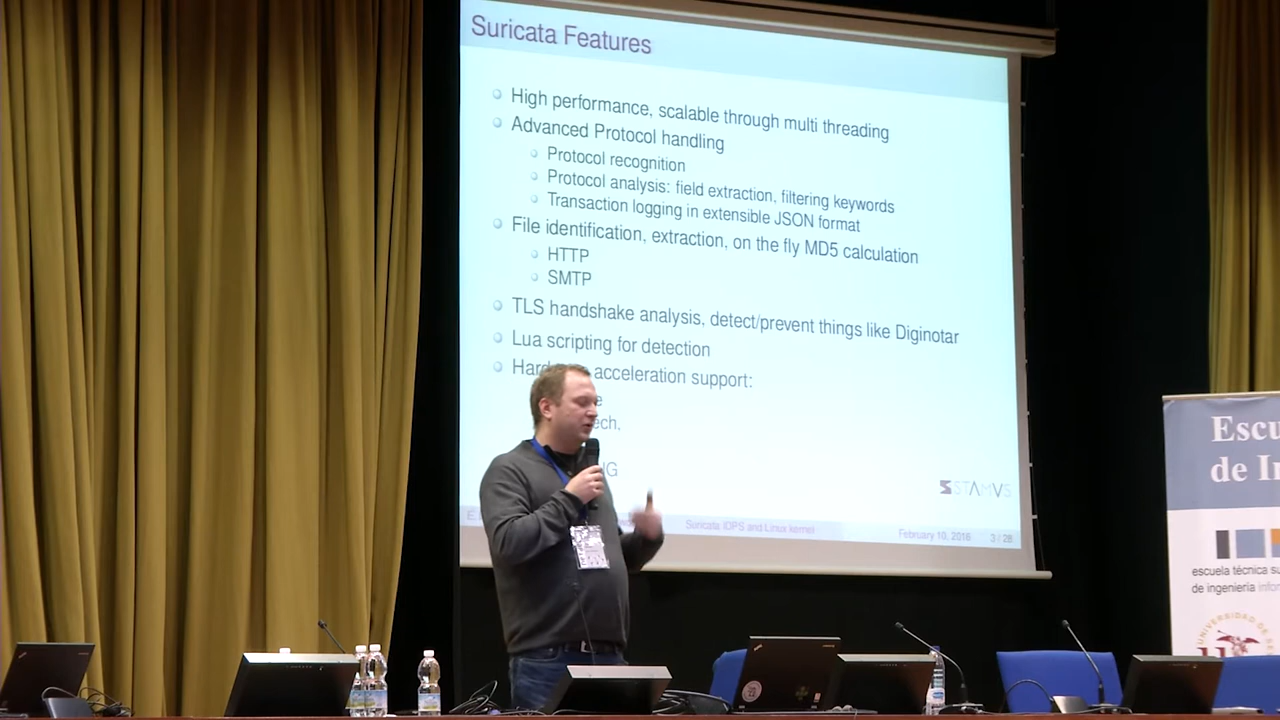 Suricata Features
High performance, scalable through multi threading
Advanced Protocol handling
Protocol recognition
Protocol analysis: field extraction, filtering keywords
Transaction logging in extensible JSON format
File identification, extraction, on the fly MD5 calculation
HTTP
SMTP
TLS handshake analysis, detect/prevent things like Diginotar
Lua scripting for detection
acceleration support:
STAMVS
Suricata IDPS and Linux kernel
February 10, 2016
3 / 28
Escu
de In
escuela técnica su
de ingeniería infor